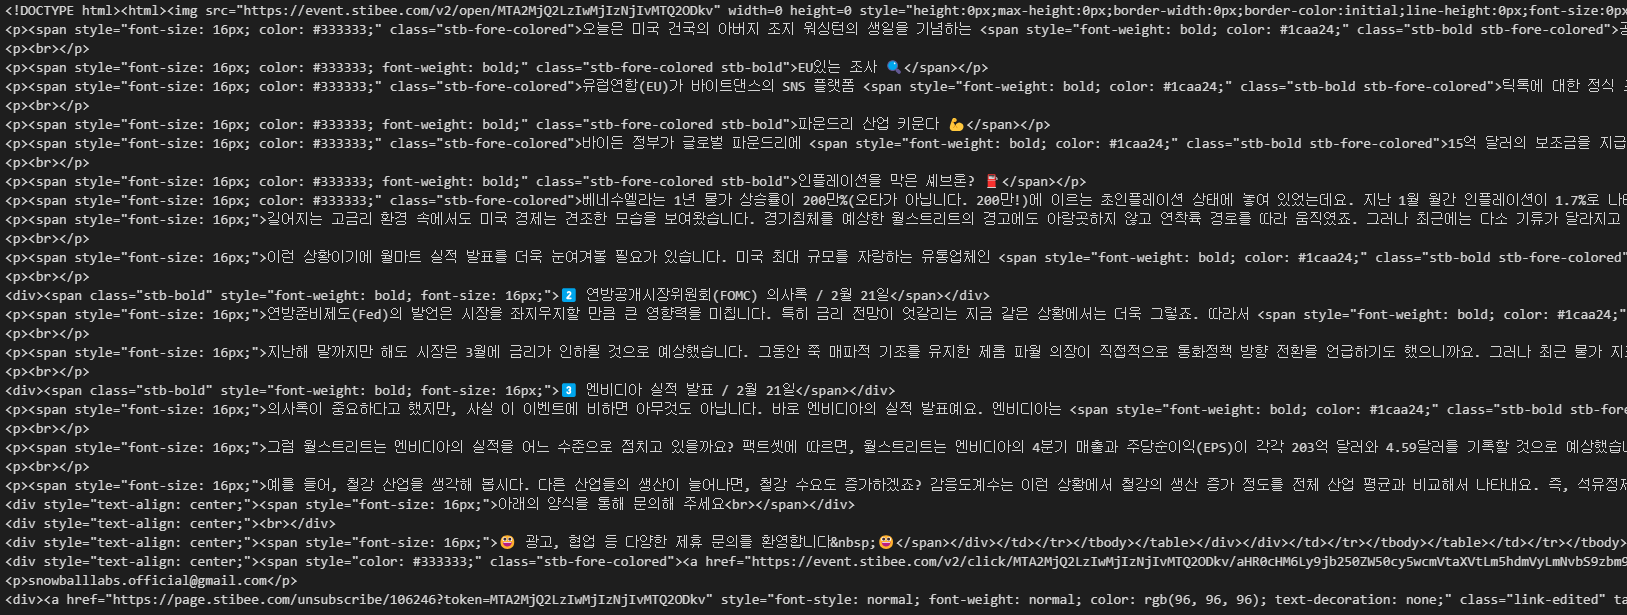 <!DOCTYPE html><html><img src="https://event.stibee.com/v2/open/MTA2MjQ2LzIwMjIzNjIvMTQ2ODkv" width=0 height=0 style="height:0px;max-height:0px;border-width:0px;border-color:initial;line-height:0px;font-size:0px
<p><span style="font-size: 16px; color: #333333;" class="stb-fore-colored">오늘은 미국 건국의 아버지 조지 워싱턴의 생일을 기념하는 <span style="font-weight: bold; color: #1caa24;" class="stb-bold stb-fore-colored">공
<p><br></p>
<p><span style="font-size: 16px; color: #333333; font-weight: bold;" class="stb-fore-colored stb-bold">EU있는 조사 🔍</span></p>
<p><span style="font-size: 16px; color: #333333;" class="stb-fore-colored">유럽연합(EU)가 바이트댄스의 SNS 플랫폼 <span style="font-weight: bold; color: #1caa24;" class="stb-bold stb-fore-colored">틱톡에 대한 정식 조
<p><br></p>
<p><span style="font-size: 16px; color: #333333; font-weight: bold;" class="stb-fore-colored stb-bold">파운드리 산업 키운다 💪</span></p>
<p><span style="font-size: 16px; color: #333333;" class="stb-fore-colored">바이든 정부가 글로벌 파운드리에 <span style="font-weight: bold; color: #1caa24;" class="stb-bold stb-fore-colored">15억 달러의 보조금을 지급
<p><br></p>
<p><span style="font-size: 16px; color: #333333; font-weight: bold;" class="stb-fore-colored stb-bold">인플레이션을 막은 셰브론? ⛽</span></p>
<p><span style="font-size: 16px; color: #333333;" class="stb-fore-colored">베네수엘라는 1년 물가 상승률이 200만%(오타가 아닙니다. 200만!)에 이르는 초인플레이션 상태에 놓여 있었는데요. 지난 1월 월간 인플레이션이 1.7%로 나타
<p><span style="font-size: 16px;">길어지는 고금리 환경 속에서도 미국 경제는 견조한 모습을 보여왔습니다. 경기침체를 예상한 월스트리트의 경고에도 아랑곳하지 않고 연착륙 경로를 따라 움직였죠. 그러나 최근에는 다소 기류가 달라지고
<p><br></p>
<p><span style="font-size: 16px;">이런 상황이기에 월마트 실적 발표를 더욱 눈여겨볼 필요가 있습니다. 미국 최대 규모를 자랑하는 유통업체인 <span style="font-weight: bold; color: #1caa24;" class="stb-bold stb-fore-colored"
<p><br></p>
<div><span class="stb-bold" style="font-weight: bold; font-size: 16px;">2️⃣ 연방공개시장위원회(FOMC) 의사록 / 2월 21일</span></div>
<p><span style="font-size: 16px;">연방준비제도(Fed)의 발언은 시장을 좌지우지할 만큼 큰 영향력을 미칩니다. 특히 금리 전망이 엇갈리는 지금 같은 상황에서는 더욱 그렇죠. 따라서 <span style="font-weight: bold; color: #1caa24;"
<p><br></p>
<p><span style="font-size: 16px;">지난해 말까지만 해도 시장은 3월에 금리가 인하될 것으로 예상했습니다. 그동안 쭉 매파적 기조를 유지한 제롬 파월 의장이 직접적으로 통화정책 방향 전환을 언급하기도 했으니까요. 그러나 최근 물가 지표
<p><br></p>
<div><span class="stb-bold" style="font-weight: bold; font-size: 16px;">3️⃣ 엔비디아 실적 발표 / 2월 21일</span></div>
<p><span style="font-size: 16px;">의사록이 중요하다고 했지만, 사실 이 이벤트에 비하면 아무것도 아닙니다. 바로 엔비디아의 실적 발표예요. 엔비디아는 <span style="font-weight: bold; color: #1caa24;" class="stb-bold stb-fore
<p><br></p>
<p><span style="font-size: 16px;">그럼 월스트리트는 엔비디아의 실적을 어느 수준으로 점치고 있을까요? 팩트셋에 따르면, 월스트리트는 엔비디아의 4분기 매출과 주당순이익(EPS)이 각각 203억 달러와 4.59달러를 기록할 것으로 예상했습니
<p><br></p>
<p><span style="font-size: 16px;">예를 들어, 철강 산업을 생각해 봅시다. 다른 산업들의 생산이 늘어나면, 철강 수요도 증가하겠죠? 감응도계수는 이런 상황에서 철강의 생산 증가 정도를 전체 산업 평균과 비교해서 나타내요. 즉, 석유정제
<div style="text-align: center;"><span style="font-size: 16px;">아래의 양식을 통해 문의해 주세요<br></span></div>
<div style="text-align: center;"><br></div>
<div style="text-align: center;"><span style="font-size: 16px;">😀 광고, 협업 등 다양한 제휴 문의를 환영합니다&nbsp;😀</span></div></td></tr></tbody></table></div></div></td></tr></tbody></table></td></tr></tbody>
<div style="text-align: center;"><span style="color: #333333;" class="stb-fore-colored"><a href="https://event.stibee.com/v2/click/MTA2MjQ2LzIwMjIzNjIvMTQ2ODkv/aHR0cHM6Ly9jb250ZW50cy5wcmVtaXVtLm5hdmVyLmNvbS9zbm9
<p>snowballlabs.official@gmail.com</p>
<div><a href="https://page.stibee.com/unsubscribe/106246?token=MTA2MjQ2LzIwMjIzNjIvMTQ2ODkv" style="font-style: normal; font-weight: normal; color: rgb(96, 96, 96); text-decoration: none;" class="link-edited" ta